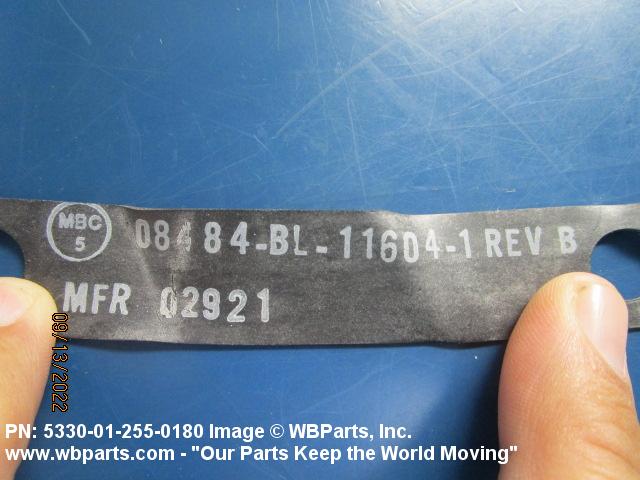 MBC
5
08484-BL-11604-1 REV B
MFR 02921
09/13/2022
PN: 5330-01-255-0180 Image © WBParts, Inc.
www.wbparts.com - "Our Parts Keep the World Moving"